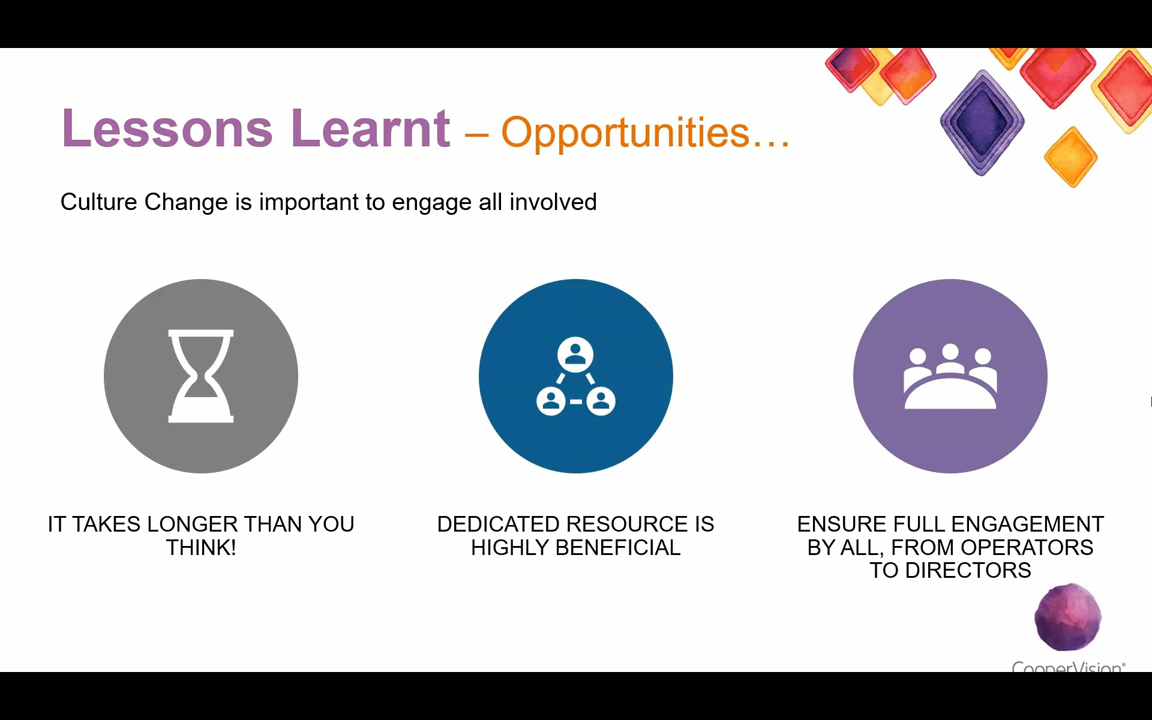 Lessons Learnt – Opportunities…
Culture Change is important to engage all involved
IT TAKES LONGER THAN YOU
THINK!
DEDICATED RESOURCE IS
HIGHLY BENEFICIAL
ENSURE FULL ENGAGEMENT
BY ALL, FROM OPERATORS
TO DIRECTORS
CooperVision®